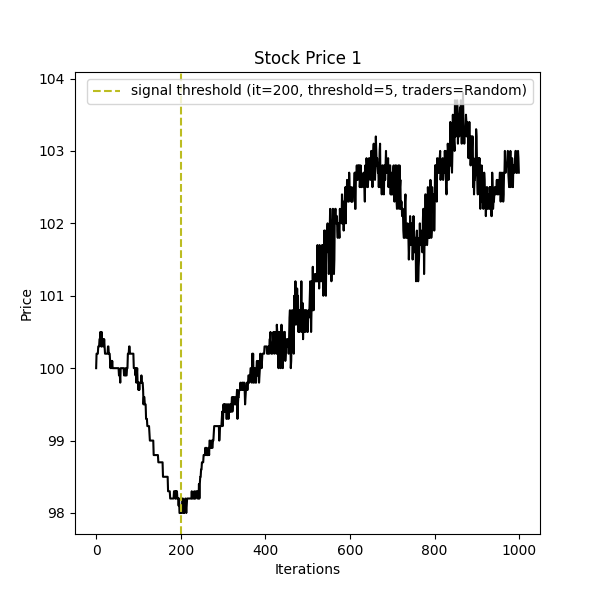 Stock Price 1
signal threshold (it=200, threshold=5, traders=Random)
104
103
102
101
100
99
98
Price
0 200 400 600 800 1000
Iterations